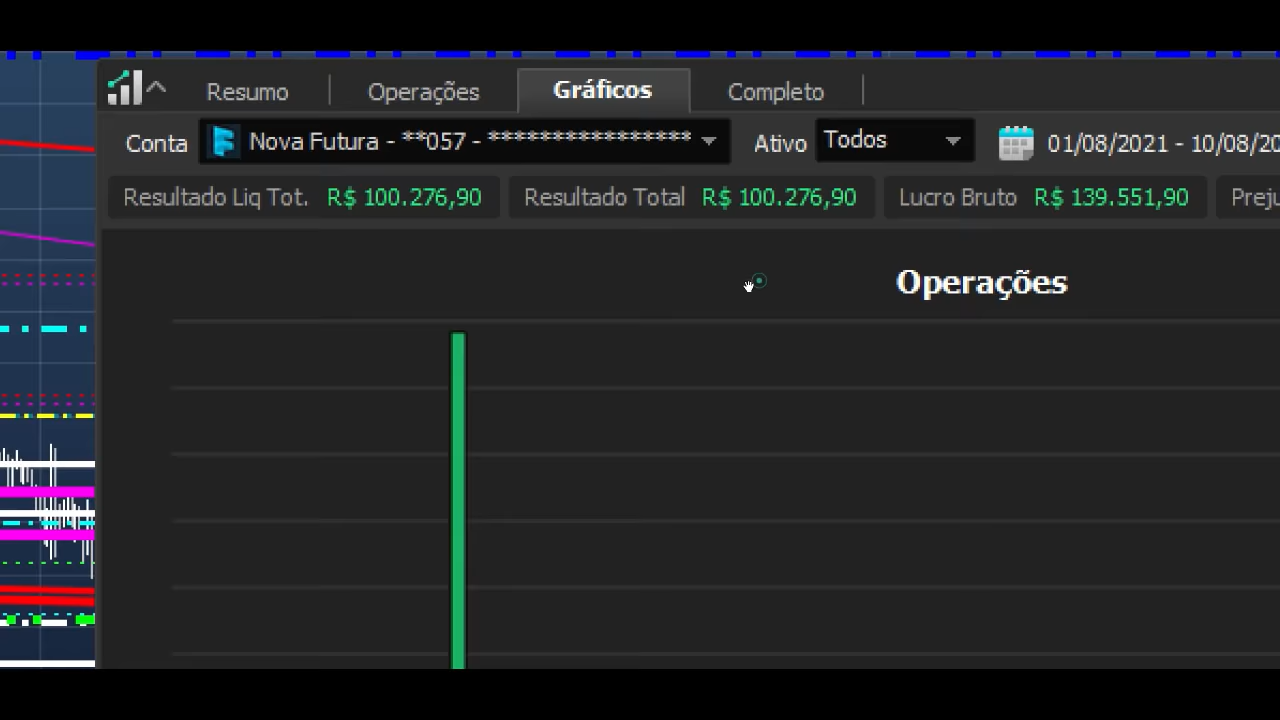 Resumo Operações Gráficos Completo
Conta Nova Futura - **057 - **************** Ativo Todos 01/08/2021 - 10/08/20
Resultado Liq Tot. R$ 100.276,90 Resultado Total R$ 100.276,90 Lucro Bruto R$ 139.551,90 Preju
Operações